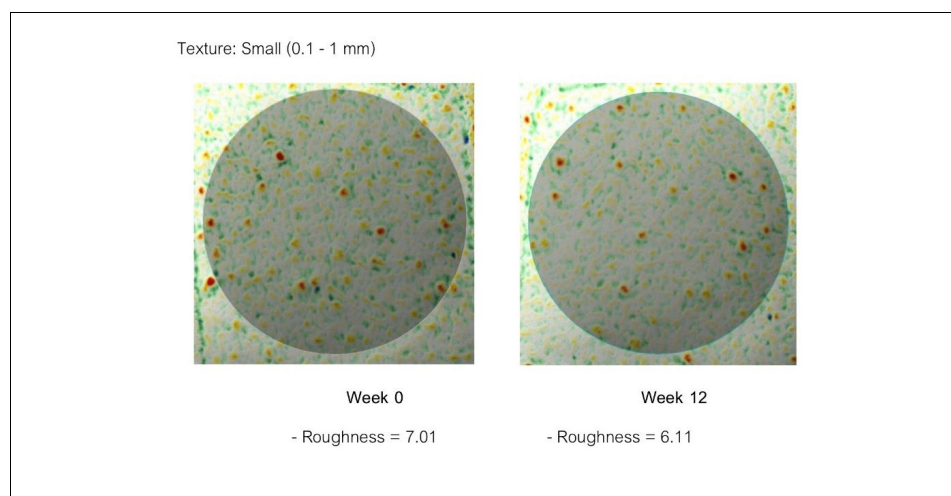 Texture: Small (0.1 - 1 mm)
Week 0
Week 12
- Roughness = 7.01
- Roughness = 6.11